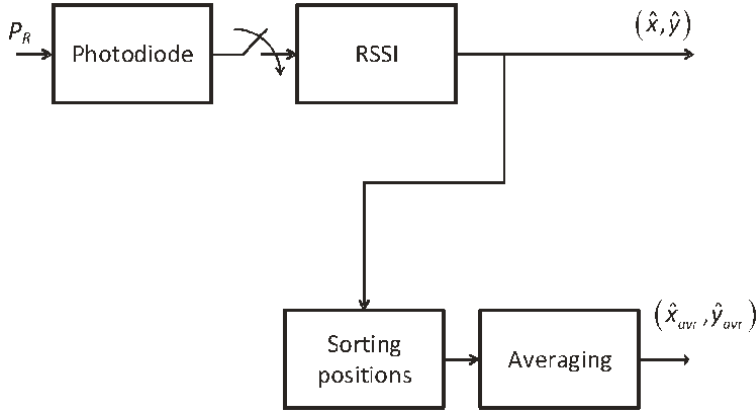 P_R
Photodiode
RSSI
(x̂, ŷ)
Sorting
positions
Averaging
(x̂_avr, ŷ_avr)